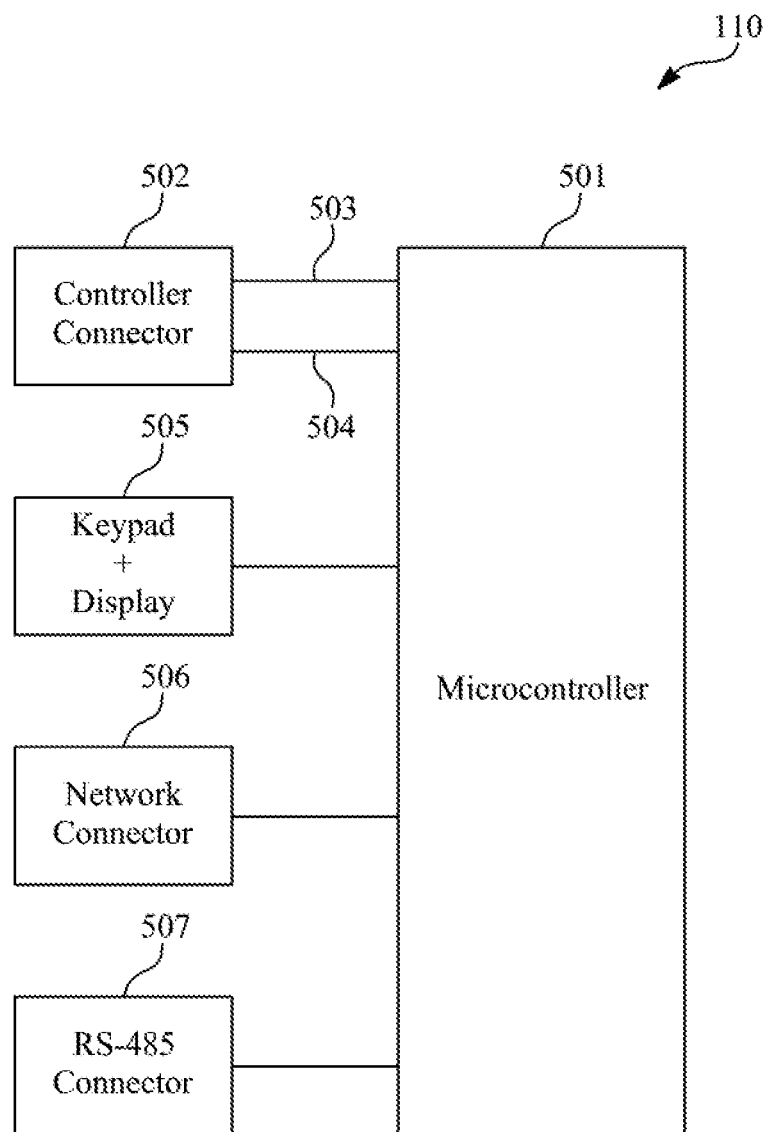 110
502
503
501
Controller
Connector
504
505
Keypad
+
Display
506
Microcontroller
Network
Connector
507
RS-485
Connector